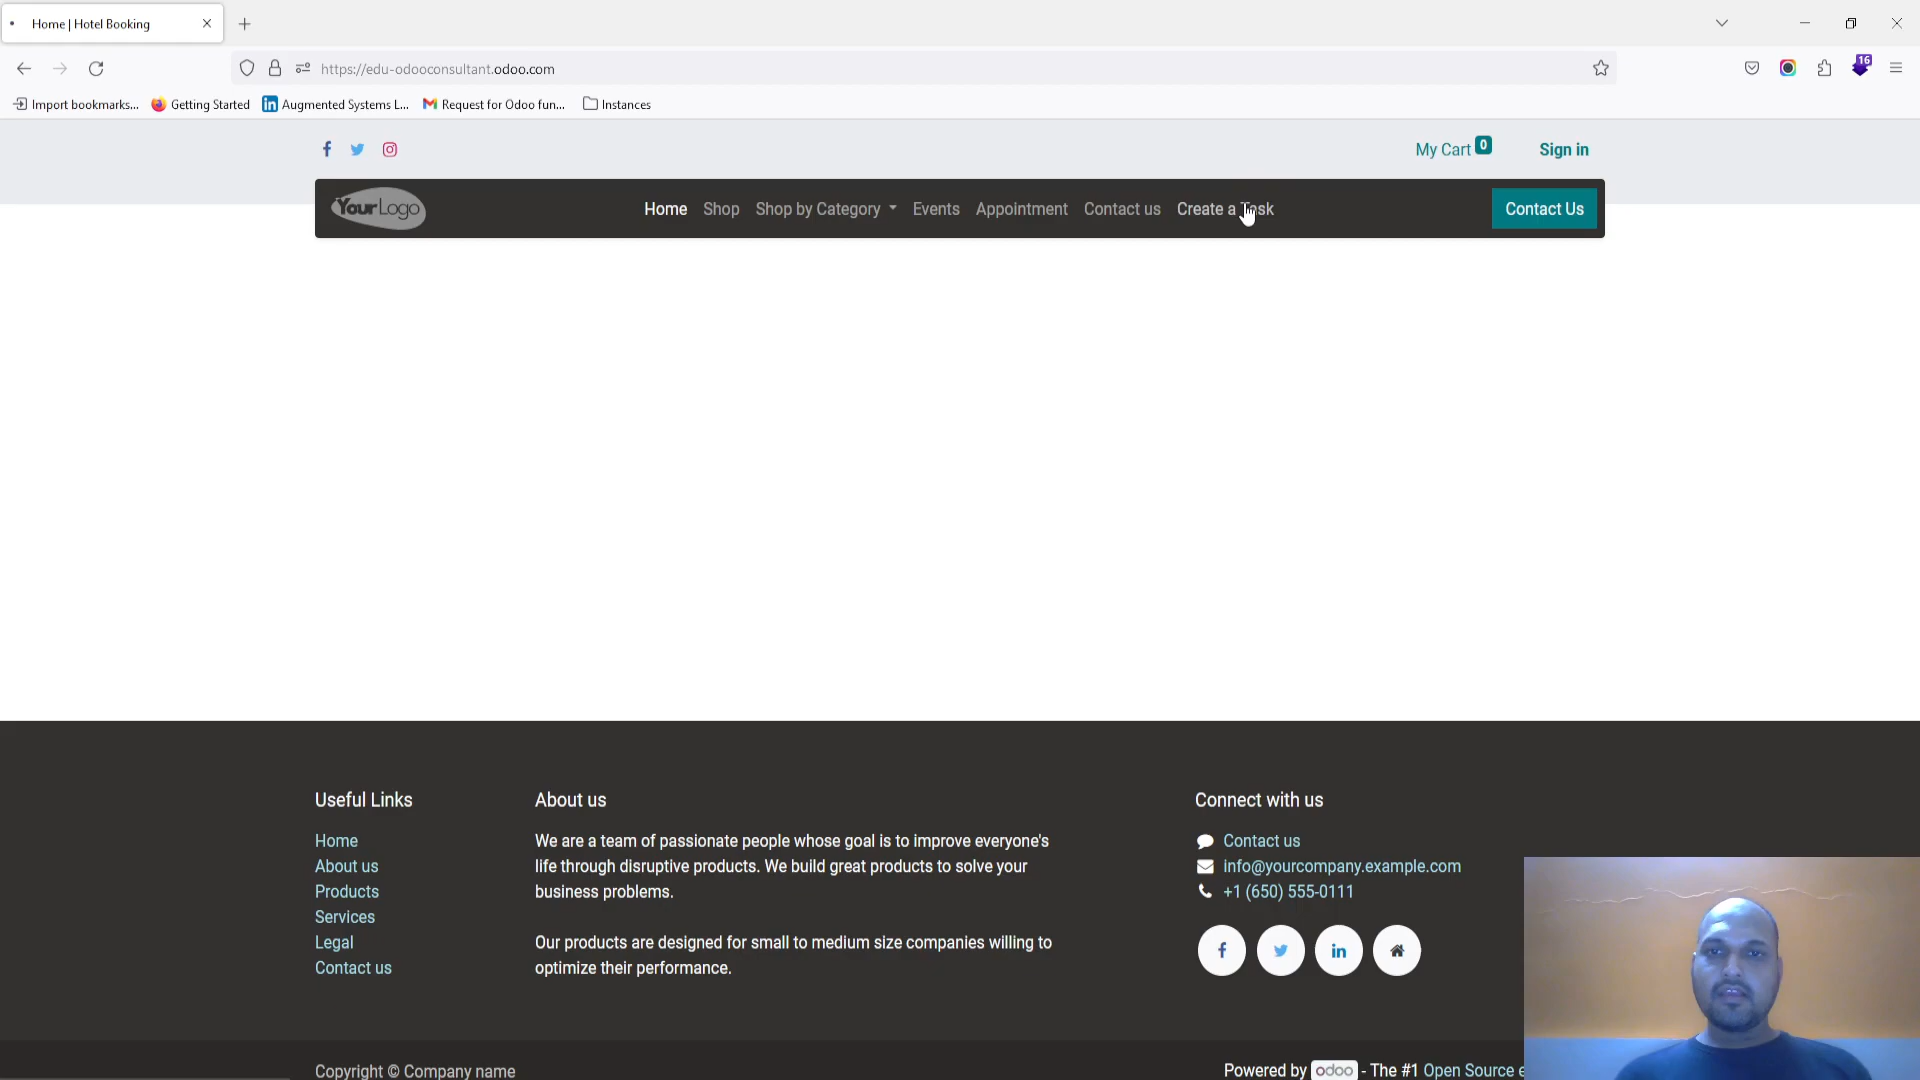 Home | Hotel Booking
https://edu-odooconsultant.odoo.com
16
Import bookmarks...
Getting Started
Augmented Systems L...
Request for Odoo fun...
Instances
My Cart 0
Sign in
YourLogo
Home
Shop
Shop by Category
Events
Appointment
Contact us
Create a Task
Contact Us
Useful Links
Home
About us
Products
Services
Legal
Contact us
About us
We are a team of passionate people whose goal is to improve everyone's
life through disruptive products. We build great products to solve your
business problems.
Our products are designed for small to medium size companies willing to
optimize their performance.
Connect with us
Contact us
info@yourcompany.example.com
+1 (650) 555-0111
Copyright © Company name
Powered by odoo - The #1 Open Source e